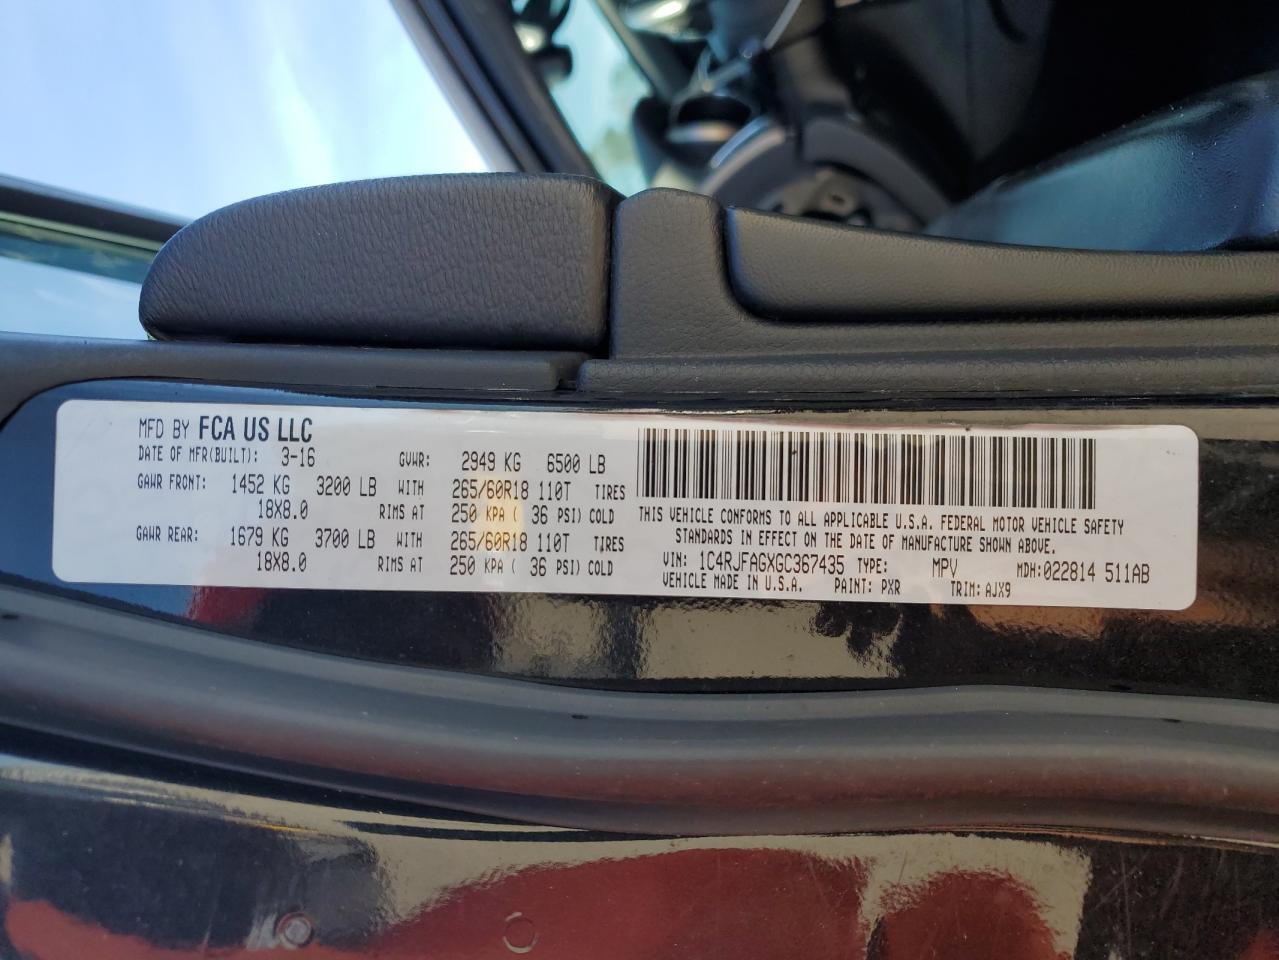 MFD BY FCA US LLC
DATE OF MFR(BUILT): 3-16 GVWR: 2949 KG 6500 LB
GAWR FRONT: 1452 KG 3200 LB WITH 265/60R18 110T TIRES
18X8.0 RIMS AT 250 KPA ( 36 PSI) COLD
GAWR REAR: 1679 KG 3700 LB WITH 265/60R18 110T TIRES
18X8.0 RIMS AT 250 KPA ( 36 PSI) COLD
THIS VEHICLE CONFORMS TO ALL APPLICABLE U.S.A. FEDERAL MOTOR VEHICLE SAFETY
STANDARDS IN EFFECT ON THE DATE OF MANUFACTURE SHOWN ABOVE.
VIN: 1C4RJFAGXGC367435 TYPE: MPV MDH:022814 511AB
VEHICLE MADE IN U.S.A. PAINT: PXR TRIM: AJX9